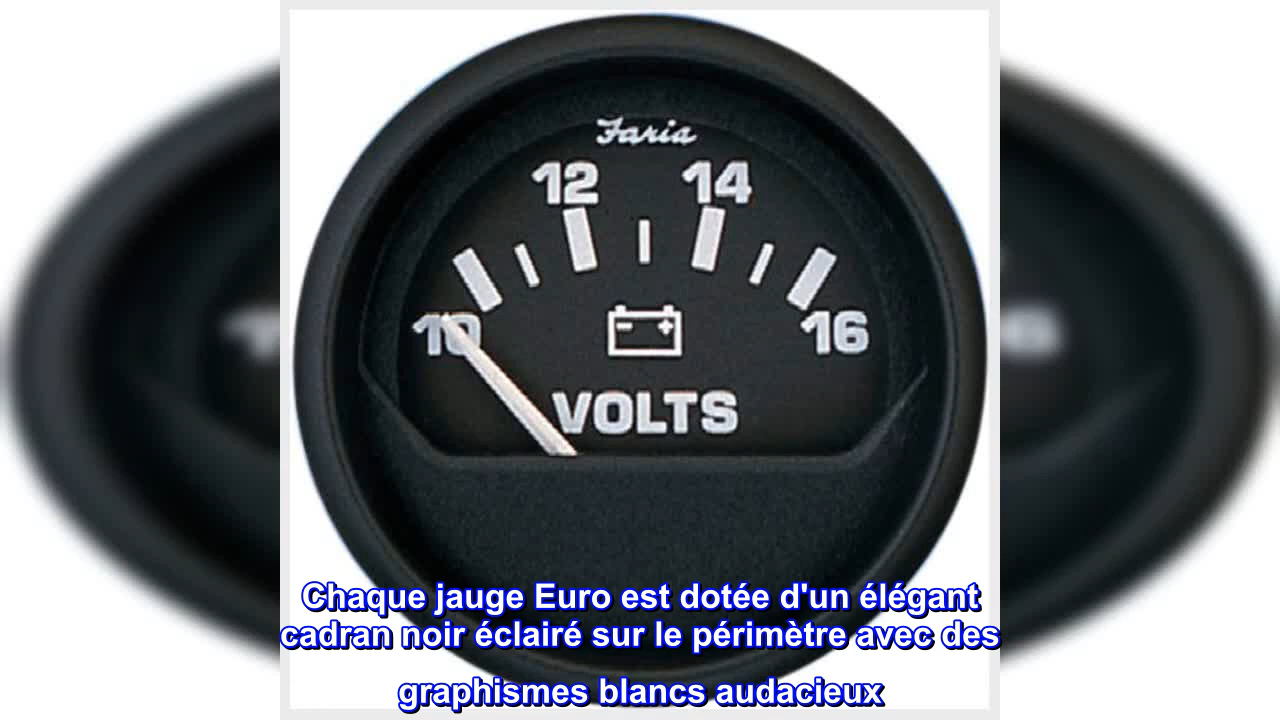 Faria
12 14
10 16
VOLTS
Chaque jauge Euro est dotée d'un élégant
cadran noir éclairé sur le périmètre avec des
graphismes blancs audacieux